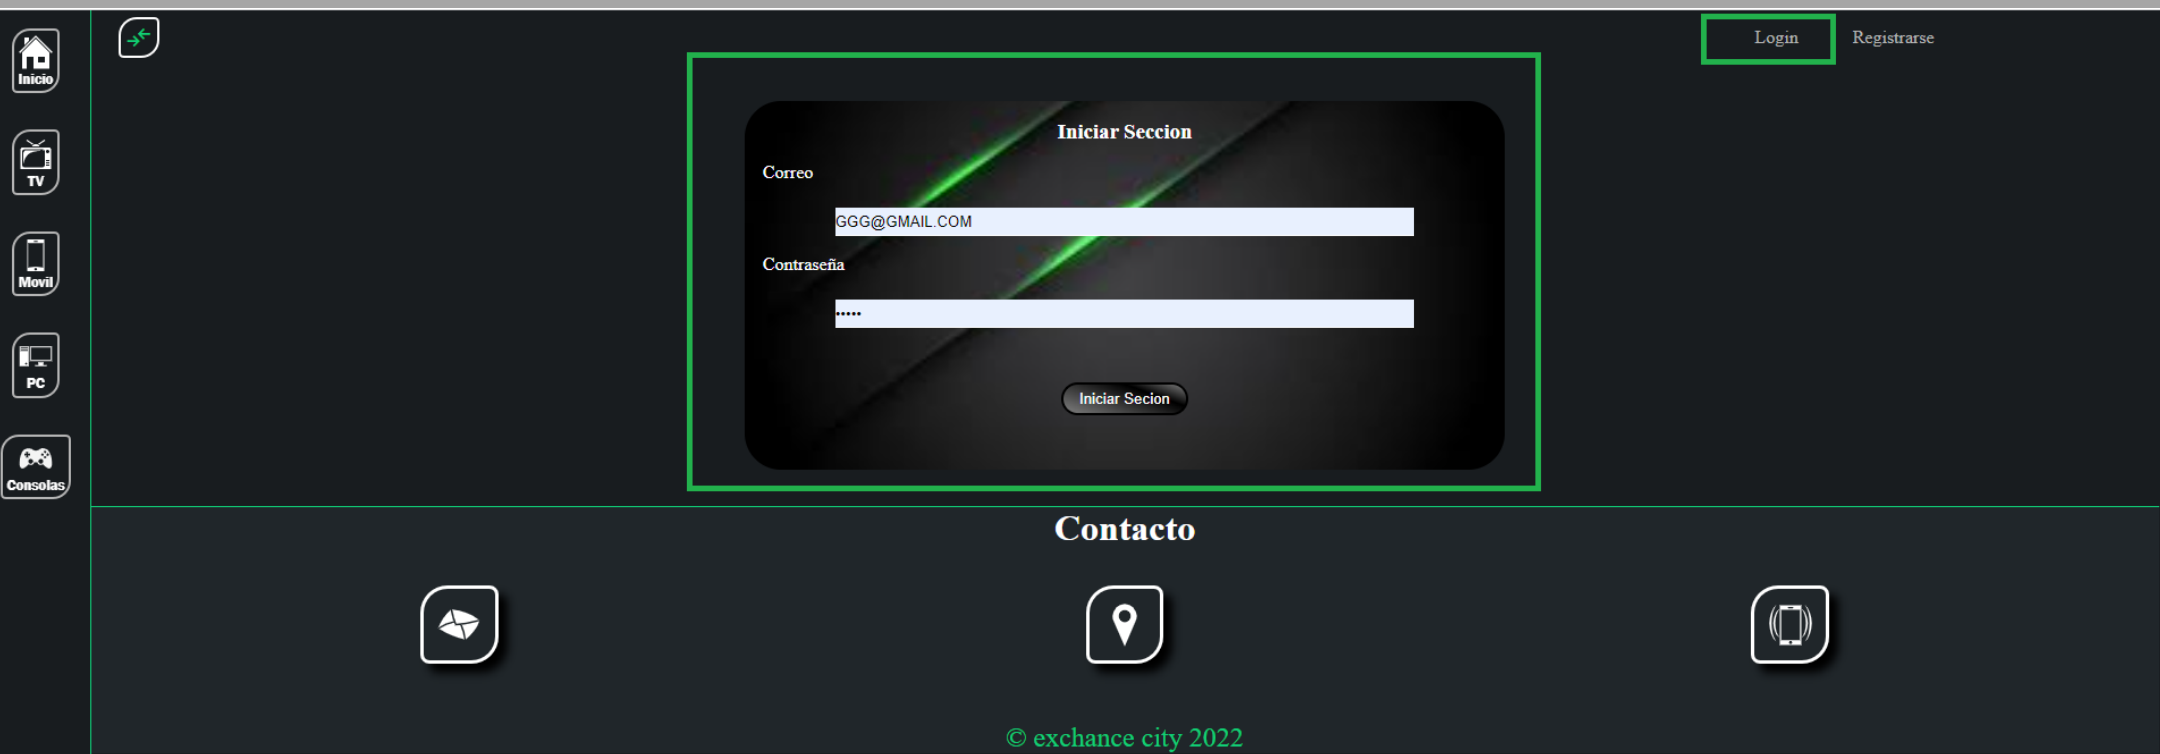 Inicio
TV
Movil
PC
Consolas
Login
Registrarse
Iniciar Seccion
Correo
GGG@GMAIL.COM
Contraseña
•••••
Iniciar Secion
Contacto
© exchance city 2022